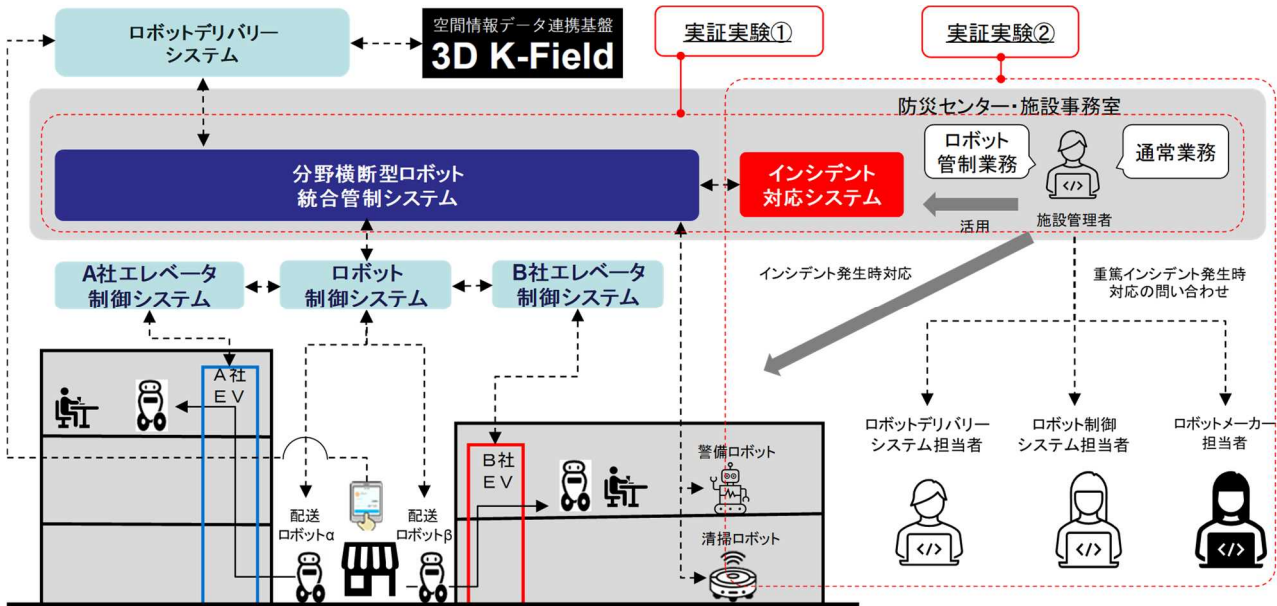 ロボットデリバリー
システム
空間情報データ連携基盤
3D K-Field
実証実験①
実証実験②
防災センター・施設事務室
分野横断型ロボット
統合管制システム
インシデント
対応システム
ロボット
管制業務
通常業務
活用
施設管理者
A社エレベータ
制御システム
ロボット
制御システム
B社エレベータ
制御システム
インシデント発生時対応
重篤インシデント発生時
対応の問い合わせ
A社
EV
B社
EV
配送
ロボットα
配送
ロボットβ
警備ロボット
清掃ロボット
ロボットデリバリー
システム担当者
ロボット制御
システム担当者
ロボットメーカー
担当者